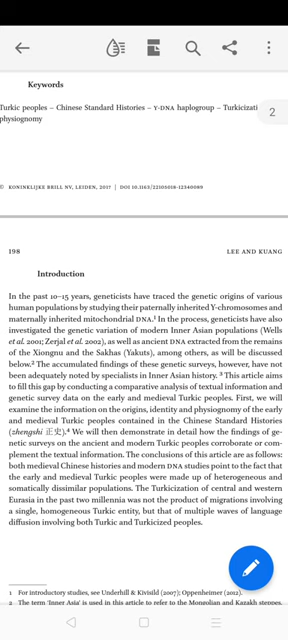 Keywords
Turkic peoples – Chinese Standard Histories – Y-DNA haplogroup – Turkicizati
physiognomy
2
© KONINKLIJKE BRILL NV, LEIDEN, 2017 | DOI 10.1163/22105018-12340089
198 LEE AND KUANG
Introduction
In the past 10–15 years, geneticists have traced the genetic origins of various
human populations by studying their paternally inherited Y-chromosomes and
maternally inherited mitochondrial DNA.1 In the process, geneticists have also
investigated the genetic variation of modern Inner Asian populations (Wells
et al. 2001; Zerjal et al. 2002), as well as ancient DNA extracted from the remains
of the Xiongnu and the Sakhas (Yakuts), among others, as will be discussed
below.2 The accumulated findings of these genetic surveys, however, have not
been adequately noted by specialists in Inner Asian history. 3 This article aims
to fill this gap by conducting a comparative analysis of textual information and
genetic survey data on the early and medieval Turkic peoples. First, we will
examine the information on the origins, identity and physiognomy of the early
and medieval Turkic peoples contained in the Chinese Standard Histories
(zhengshi 正史).4 We will then demonstrate in detail how the findings of ge-
netic surveys on the ancient and modern Turkic peoples corroborate or com-
plement the textual information. The conclusions of this article are as follows:
both medieval Chinese histories and modern DNA studies point to the fact that
the early and medieval Turkic peoples were made up of heterogeneous and
somatically dissimilar populations. The Turkicization of central and western
Eurasia in the past two millennia was not the product of migrations involving
a single, homogeneous Turkic entity, but that of multiple waves of language
diffusion involving both Turkic and Turkicized peoples.
1 For introductory studies, see Underhill & Kivisild (2007); Oppenheimer (2012).
2 The term 'Inner Asia' is used in this article to refer to the Mongolian and Kazakh steppes,